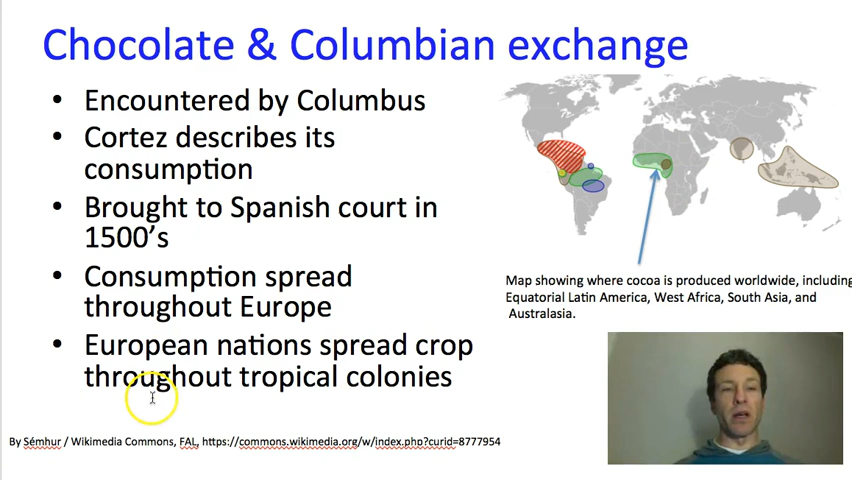 Chocolate & Columbian exchange
• Encountered by Columbus
• Cortez describes its
consumption
• Brought to Spanish court in
1500's
• Consumption spread
throughout Europe
• European nations spread crop
throughout tropical colonies
Map showing where cocoa is produced worldwide, including
Equatorial Latin America, West Africa, South Asia, and
Australasia.
By Sémhur / Wikimedia Commons, FAL, https://commons.wikimedia.org/w/index.php?curid=8777954